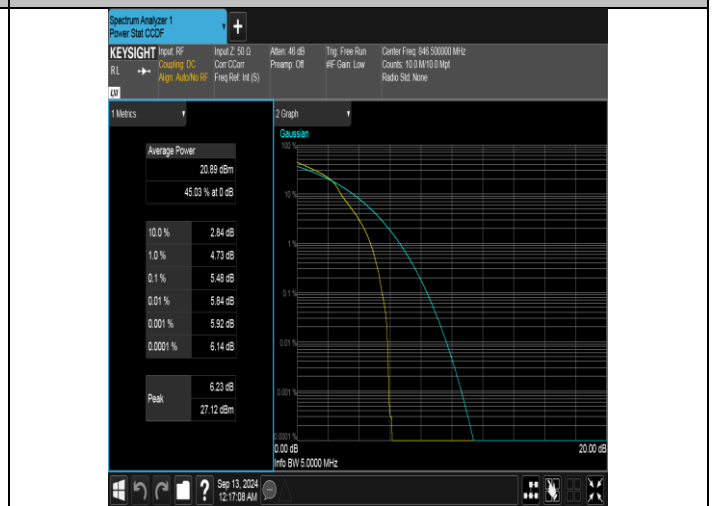 Spectrum Analyzer 1
Power Stat CCDF
+
KEYSIGHT Input: RF Input Z: 50 Ω Atten: 46 dB Trig: Free Run Center Freq: 846.500000 MHz
RL Coupling: DC Corr CCorr Preamp: Off #IF Gain: Low Counts: 10.0 M/10.0 Mpt
Align: Auto/No RF Freq Ref: Int (S) Radio Std: None
LXI
1 Metrics
2 Graph
Average Power
20.89 dBm
45.03 % at 0 dB
10.0 % 2.84 dB
1.0 % 4.73 dB
0.1 % 5.48 dB
0.01 % 5.84 dB
0.001 % 5.92 dB
0.0001 % 6.14 dB
Peak 6.23 dB
27.12 dBm
Gaussian
100 %
10 %
1 %
0.1 %
0.01 %
0.001 %
0.0001 %
0.00 dB 20.00 dB
Info BW 5.0000 MHz
? Sep 13, 2024
12:17:08 AM